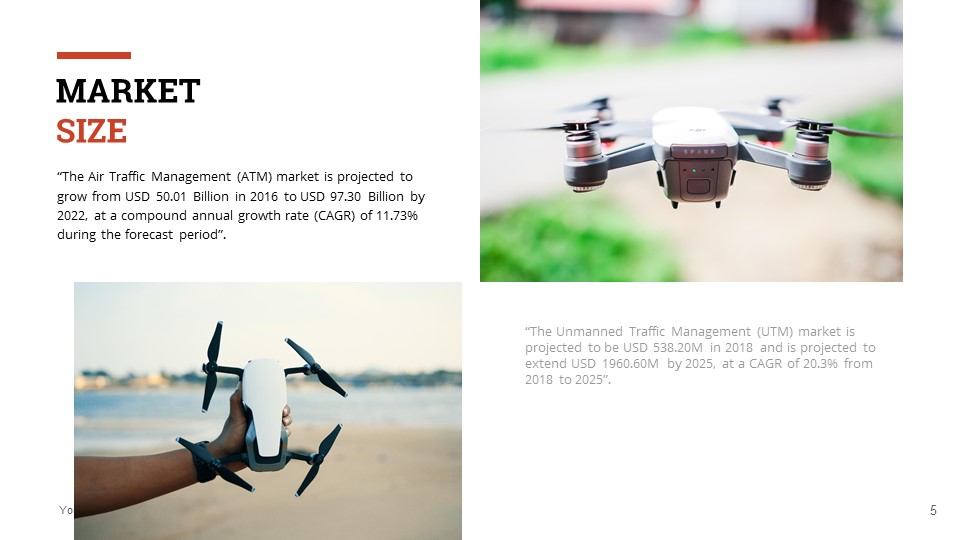 MARKET
SIZE
“The Air Traffic Management (ATM) market is projected to
grow from USD 50.01 Billion in 2016 to USD 97.30 Billion by
2022, at a compound annual growth rate (CAGR) of 11.73%
during the forecast period”.
SPARK
“The Unmanned Traffic Management (UTM) market is
projected to be USD 538.20M in 2018 and is projected to
extend USD 1960.60M by 2025, at a CAGR of 20.3% from
2018 to 2025”.
5